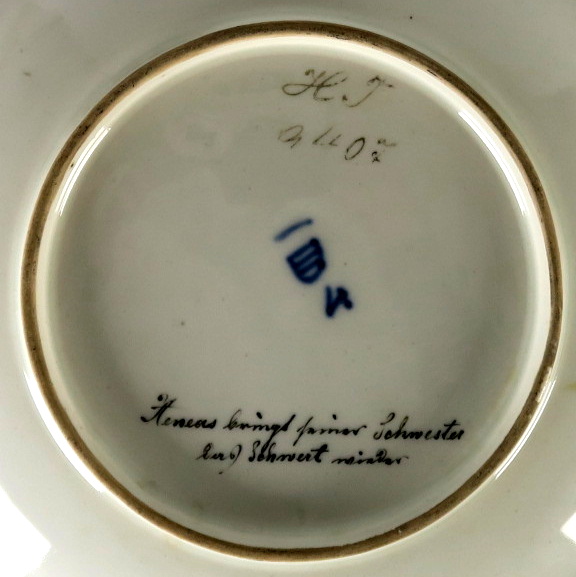 H. J
Aeneas bringt seiner Schwester
das Schwert wieder